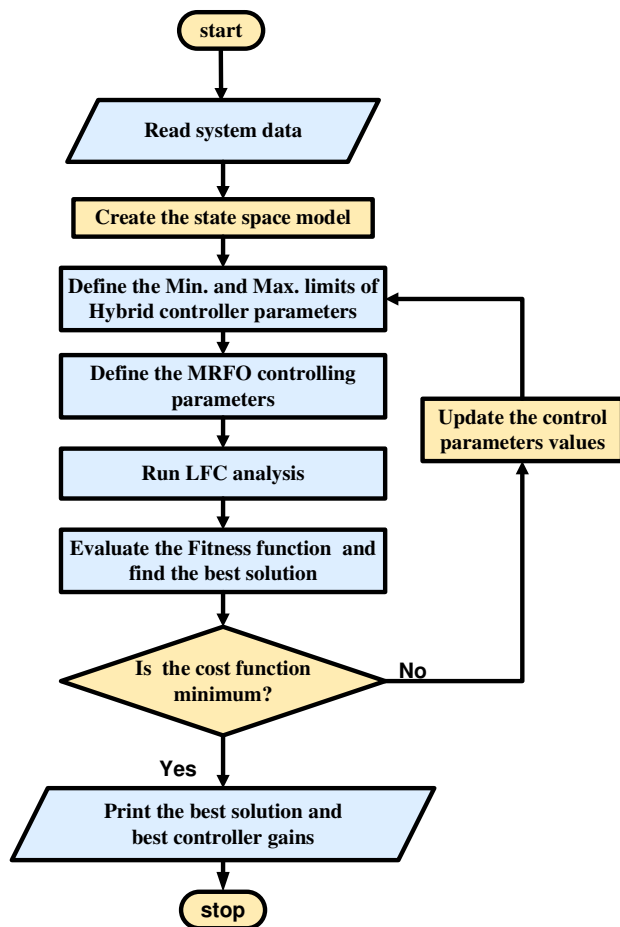 start
Read system data
Create the state space model
Define the Min. and Max. limits of
Hybrid controller parameters
Define the MRFO controlling
parameters
Update the control
parameters values
Run LFC analysis
Evaluate the Fitness function and
find the best solution
Is the cost function
minimum?
No
Yes
Print the best solution and
best controller gains
stop